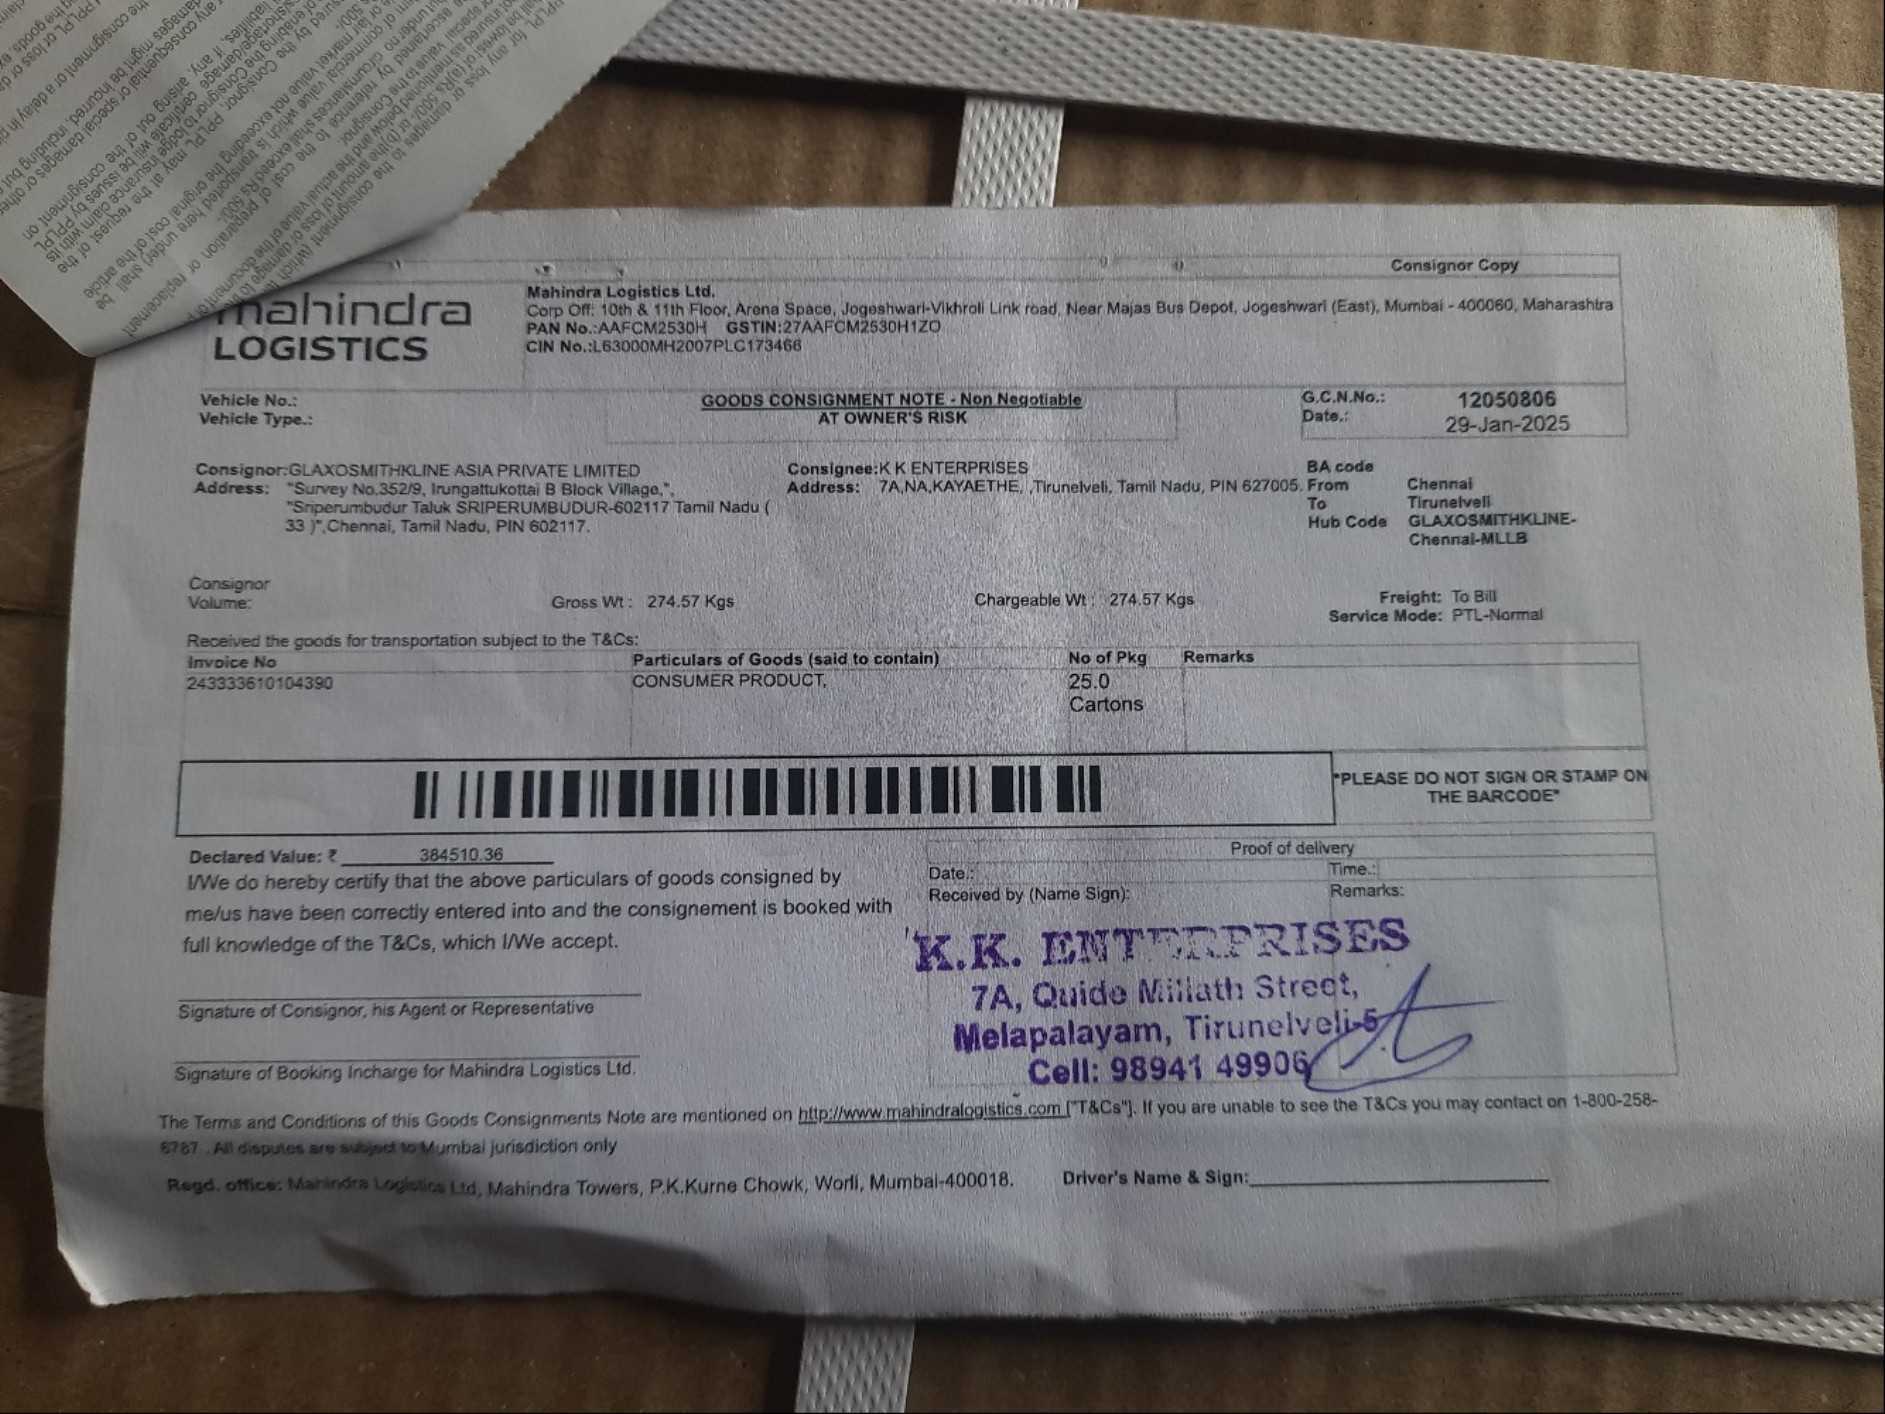 Consignor Copy
mahindra
LOGISTICS
Mahindra Logistics Ltd.
Corp Off: 10th & 11th Floor, Arena Space, Jogeshwari-Vikhroli Link road, Near Majas Bus Depot, Jogeshwari (East), Mumbai - 400060, Maharashtra
PAN No.:AAFCM2530H GSTIN:27AAFCM2530H1ZO
CIN No.:L63000MH2007PLC173466
Vehicle No.:
Vehicle Type.:
GOODS CONSIGNMENT NOTE - Non Negotiable
AT OWNER'S RISK
G.C.N.No.: 12050806
Date.: 29-Jan-2025
Consignor:GLAXOSMITHKLINE ASIA PRIVATE LIMITED
Address: "Survey No.352/9, Irungattukottai B Block Village,",
"Sriperumbudur Taluk SRIPERUMBUDUR-602117 Tamil Nadu (
33 )",Chennai, Tamil Nadu, PIN 602117.
Consignee:K K ENTERPRISES
Address: 7A,NA,KAYAETHE, ,Tirunelveli, Tamil Nadu, PIN 627005.
BA code
From Chennai
To Tirunelveli
Hub Code GLAXOSMITHKLINE-
Chennai-MLLB
Consignor
Volume:
Gross Wt : 274.57 Kgs
Chargeable Wt : 274.57 Kgs
Freight: To Bill
Service Mode: PTL-Normal
Received the goods for transportation subject to the T&Cs:
Invoice No Particulars of Goods (said to contain) No of Pkg Remarks
243333610104390 CONSUMER PRODUCT, 25.0
Cartons
*PLEASE DO NOT SIGN OR STAMP ON
THE BARCODE*
Declared Value: ₹ 384510.36
I/We do hereby certify that the above particulars of goods consigned by
me/us have been correctly entered into and the consignement is booked with
full knowledge of the T&Cs, which I/We accept.
Signature of Consignor, his Agent or Representative
Signature of Booking Incharge for Mahindra Logistics Ltd.
Proof of delivery
Date.: Time.:
Received by (Name Sign): Remarks:
K.K. ENTERPRISES
7A, Quide Millath Street,
Melapalayam, Tirunelveli-5
Cell: 98941 49906
The Terms and Conditions of this Goods Consignments Note are mentioned on http://www.mahindralogistics.com ["T&Cs"]. If you are unable to see the T&Cs you may contact on 1-800-258-
6787 . All disputes are subject to Mumbai jurisdiction only
Regd. office: Mahindra Logistics Ltd, Mahindra Towers, P.K.Kurne Chowk, Worli, Mumbai-400018.
Driver's Name & Sign: